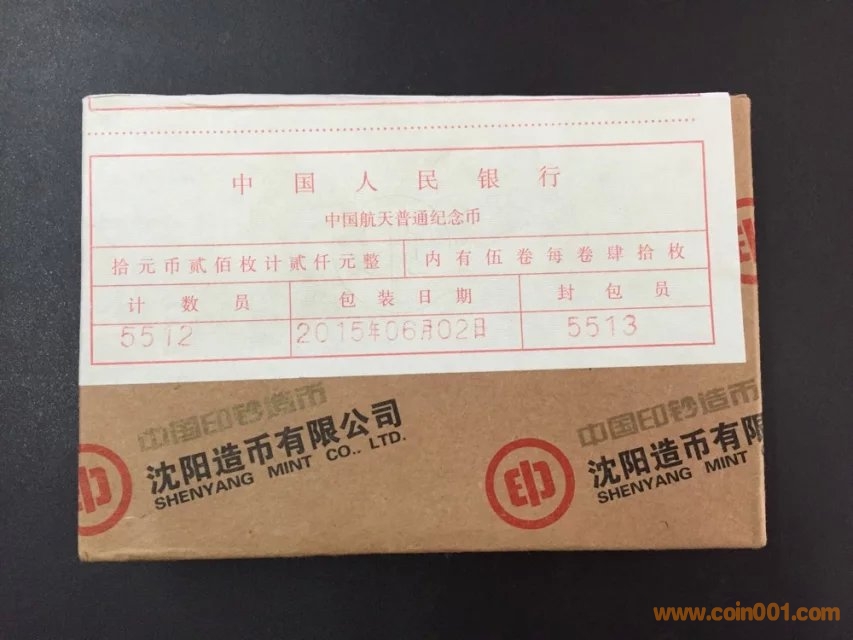 中国人民银行
中国航天普通纪念币
拾元币贰佰枚计贰仟元整 内有伍卷每卷肆拾枚
计数员 包装日期 封包员
5512 2015年06月02日 5513
中国印钞造币
沈阳造币有限公司
SHENYANG MINT CO., LTD.
中国印钞造币
沈阳造币有限
SHENYANG MINT
www.coin001.com